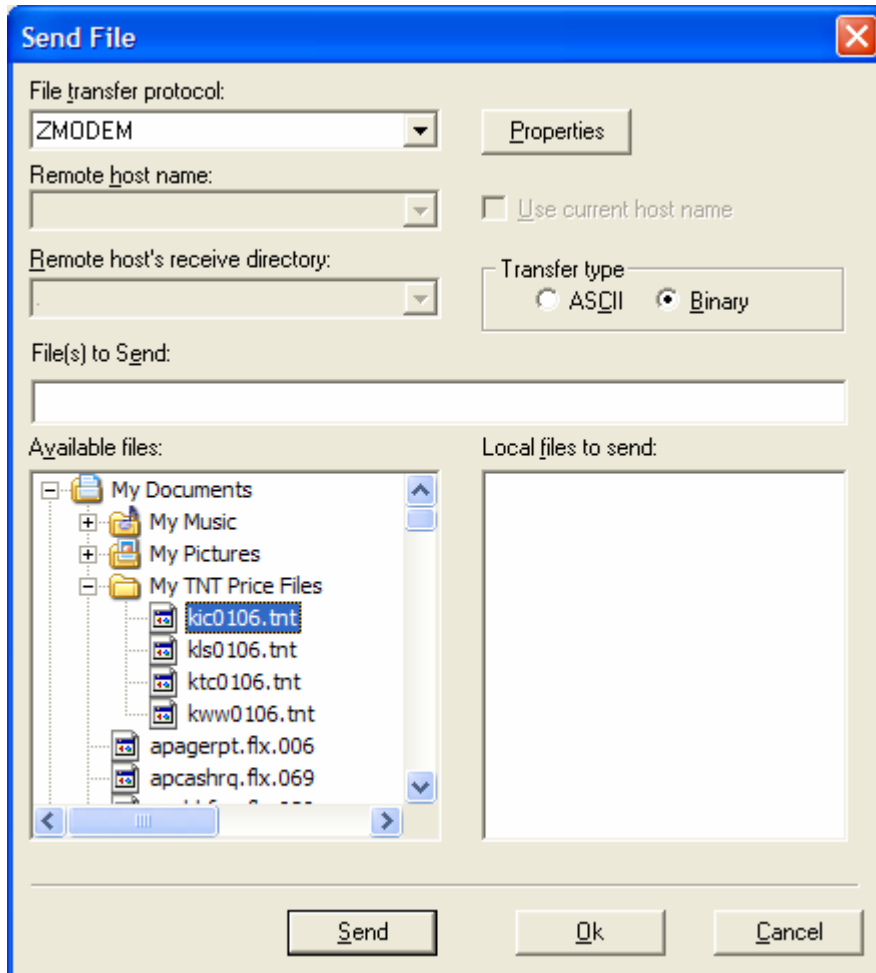 Send File
File transfer protocol:
ZMODEM
Properties
Remote host name:
Use current host name
Remote host's receive directory:
.
Transfer type
ASCII Binary
File(s) to Send:
Available files:
Local files to send:
My Documents
My Music
My Pictures
My TNT Price Files
kic0106.tnt
kls0106.tnt
ktc0106.tnt
kww0106.tnt
apagerpt.flx.006
apcashrq.flx.069
Send Ok Cancel